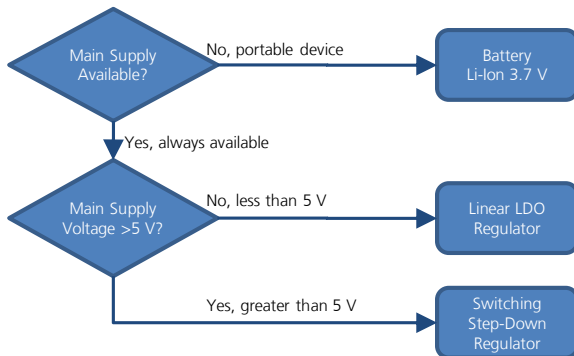 Main Supply
Available?
No, portable device
Battery
Li-Ion 3.7 V
Yes, always available
Main Supply
Voltage >5 V?
No, less than 5 V
Linear LDO
Regulator
Yes, greater than 5 V
Switching
Step-Down
Regulator